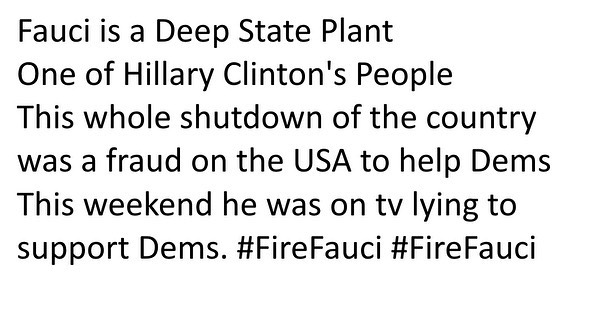 Fauci is a Deep State Plant
One of Hillary Clinton's People
This whole shutdown of the country
was a fraud on the USA to help Dems
This weekend he was on tv lying to
support Dems. #FireFauci #FireFauci